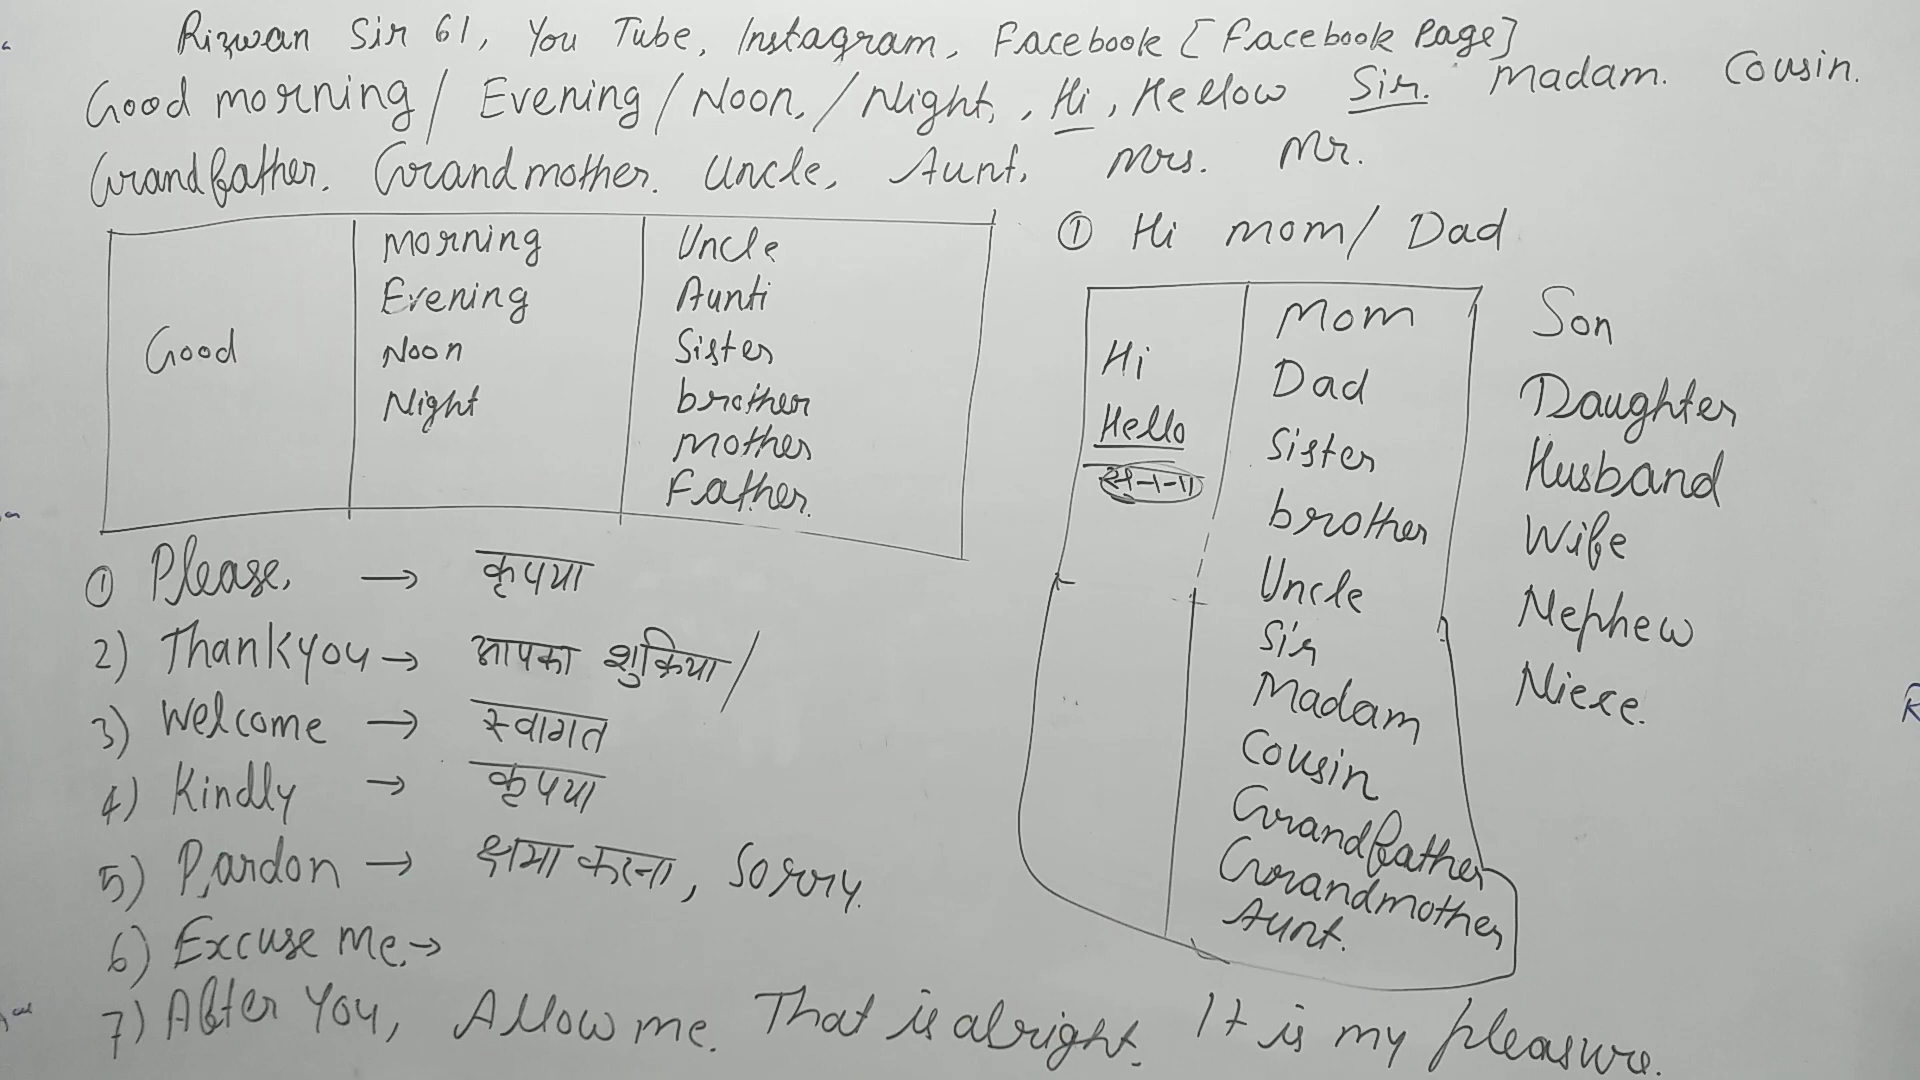 Rizwan Sir 61, You Tube, Instagram, Facebook [Facebook Page]
Good morning / Evening / Noon, / Night, , Hi, Hellow Sir. Madam. Cousin.
Grandfather. Grandmother. Uncle, Aunt, Mrs. Mr.
Good
Morning
Evening
Noon
Night
Uncle
Aunti
Sister
brother
Mother
Father.
① Hi mom / Dad
Hi
Hello
Mom
Dad
Sister
brother
Uncle
Sir
Madam
Cousin
Grandfather
Grandmother
Aunt.
Son
Daughter
Husband
Wife
Nephew
Niece.
① Please, → कृपया
2) Thankyou → आपका शुक्रिया /
3) Welcome → स्वागत
4) Kindly → कृपया
5) Pardon → क्षमा करना, Sorry.
6) Excuse Me. →
7) After You, Allow me. That is alright. It is my pleasure.